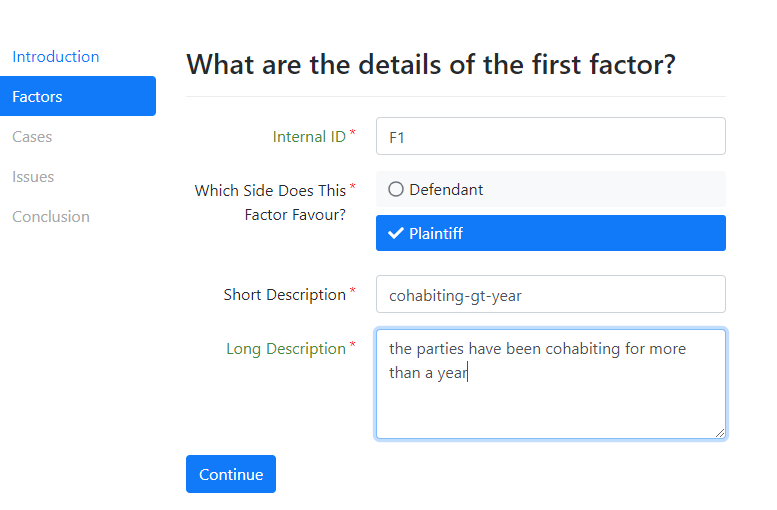 Introduction
Factors
Cases
Issues
Conclusion
What are the details of the first factor?
Internal ID *
F1
Which Side Does This *
Factor Favour?
Defendant
Plaintiff
Short Description *
cohabiting-gt-year
Long Description *
the parties have been cohabiting for more
than a year
Continue